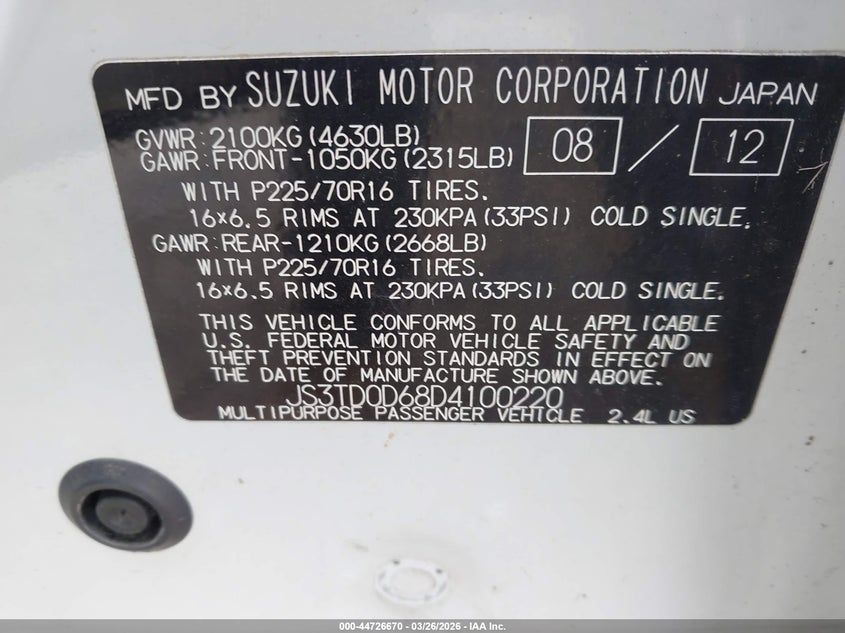 MFD BY SUZUKI MOTOR CORPORATION JAPAN
GVWR:2100KG(4630LB)
GAWR:FRONT-1050KG(2315LB) 08 / 12
WITH P225/70R16 TIRES.
16×6.5 RIMS AT 230KPA(33PSI) COLD SINGLE.
GAWR:REAR-1210KG(2668LB)
WITH P225/70R16 TIRES.
16×6.5 RIMS AT 230KPA(33PSI) COLD SINGLE.
THIS VEHICLE CONFORMS TO ALL APPLICABLE
U.S. FEDERAL MOTOR VEHICLE SAFETY AND
THEFT PREVENTION STANDARDS IN EFFECT ON
THE DATE OF MANUFACTURE SHOWN ABOVE.
JS3TD0D68D4100220
MULTIPURPOSE PASSENGER VEHICLE 2.4L US
000-44726670 - 03/26/2026 - IAA Inc.